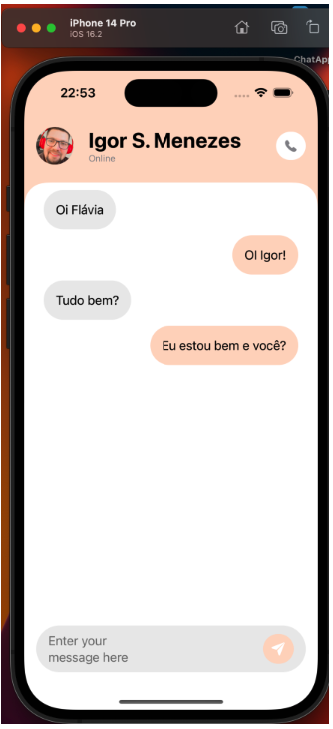 iPhone 14 Pro
iOS 16.2
ChatApp
22:53
Igor S. Menezes
Online
Oi Flávia
OI Igor!
Tudo bem?
Eu estou bem e você?
Enter your
message here